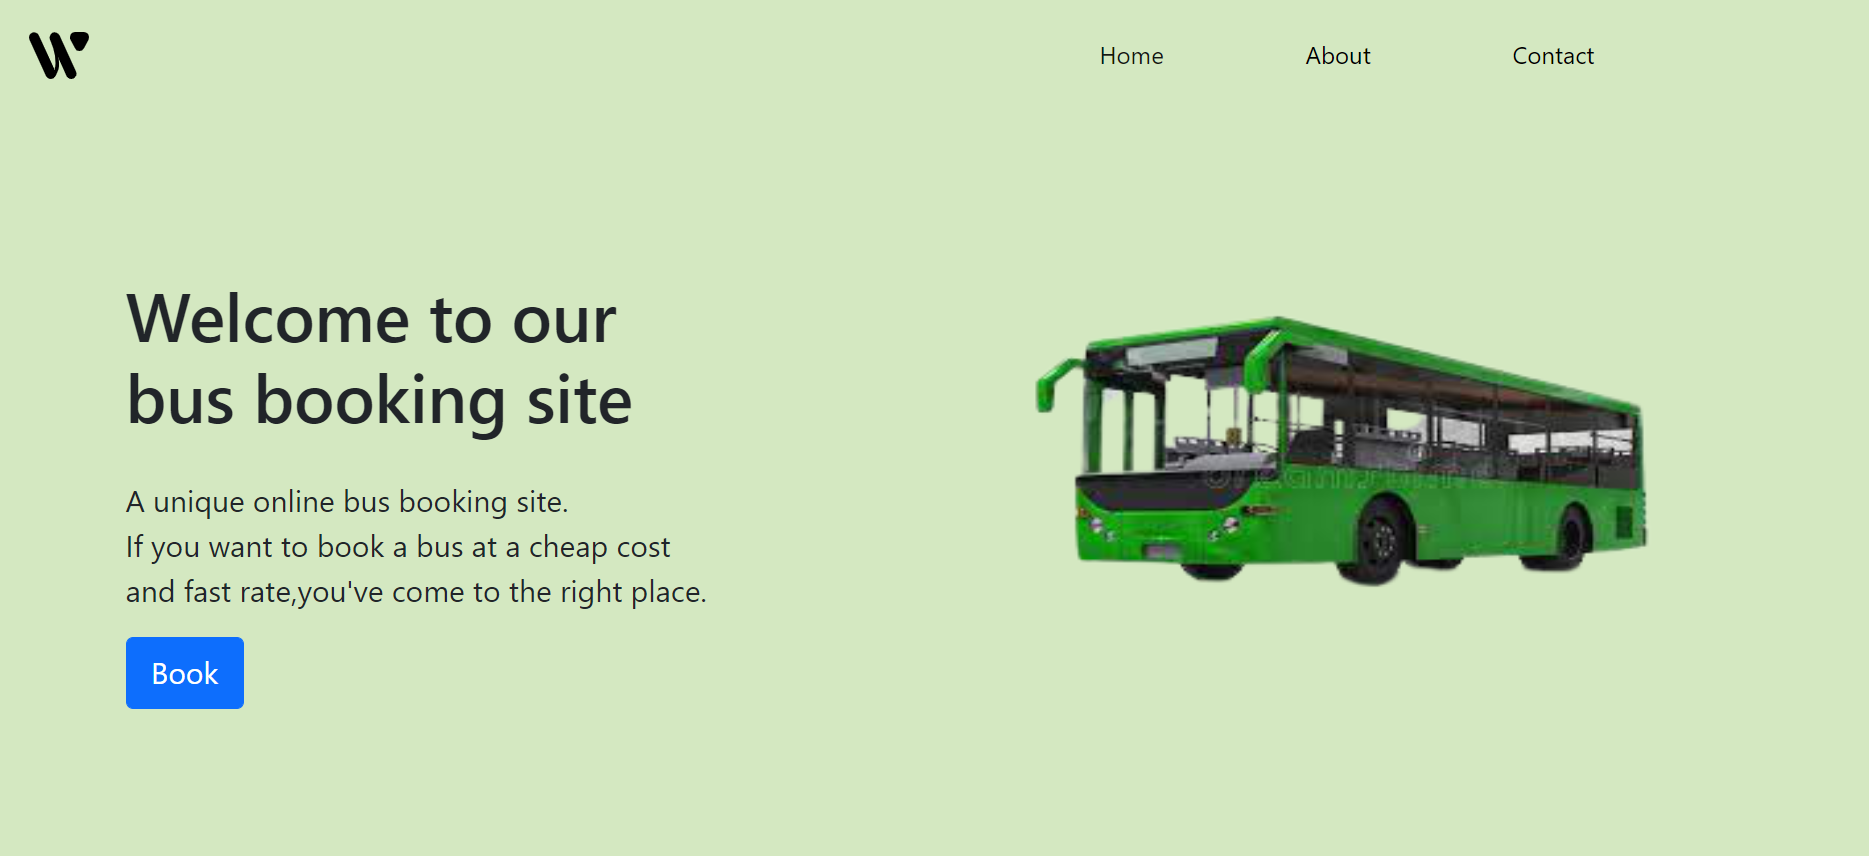 Home
About
Contact
Welcome to our
bus booking site
A unique online bus booking site.
If you want to book a bus at a cheap cost
and fast rate,you've come to the right place.
Book